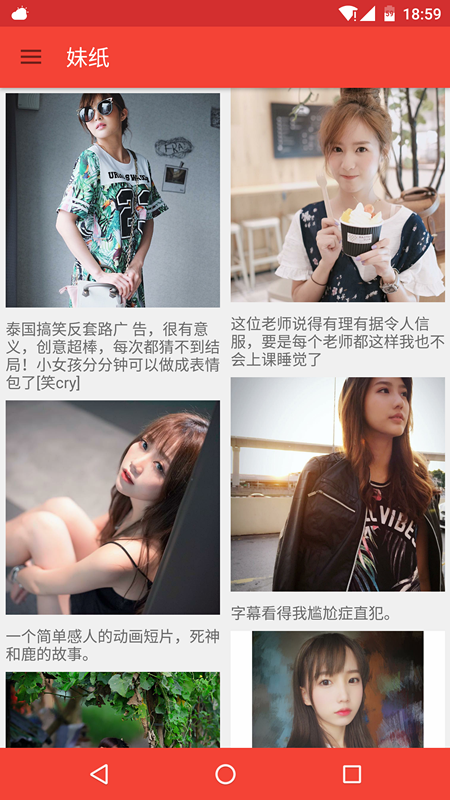 18:59
妹纸
泰国搞笑反套路广 告，很有意
义，创意超棒，每次都猜不到结
局！小女孩分分钟可以做成表情
包了[笑cry]
这位老师说得有理有据令人信
服，要是每个老师都这样我也不
会上课睡觉了
一个简单感人的动画短片，死神
和鹿的故事。
字幕看得我尴尬症直犯。